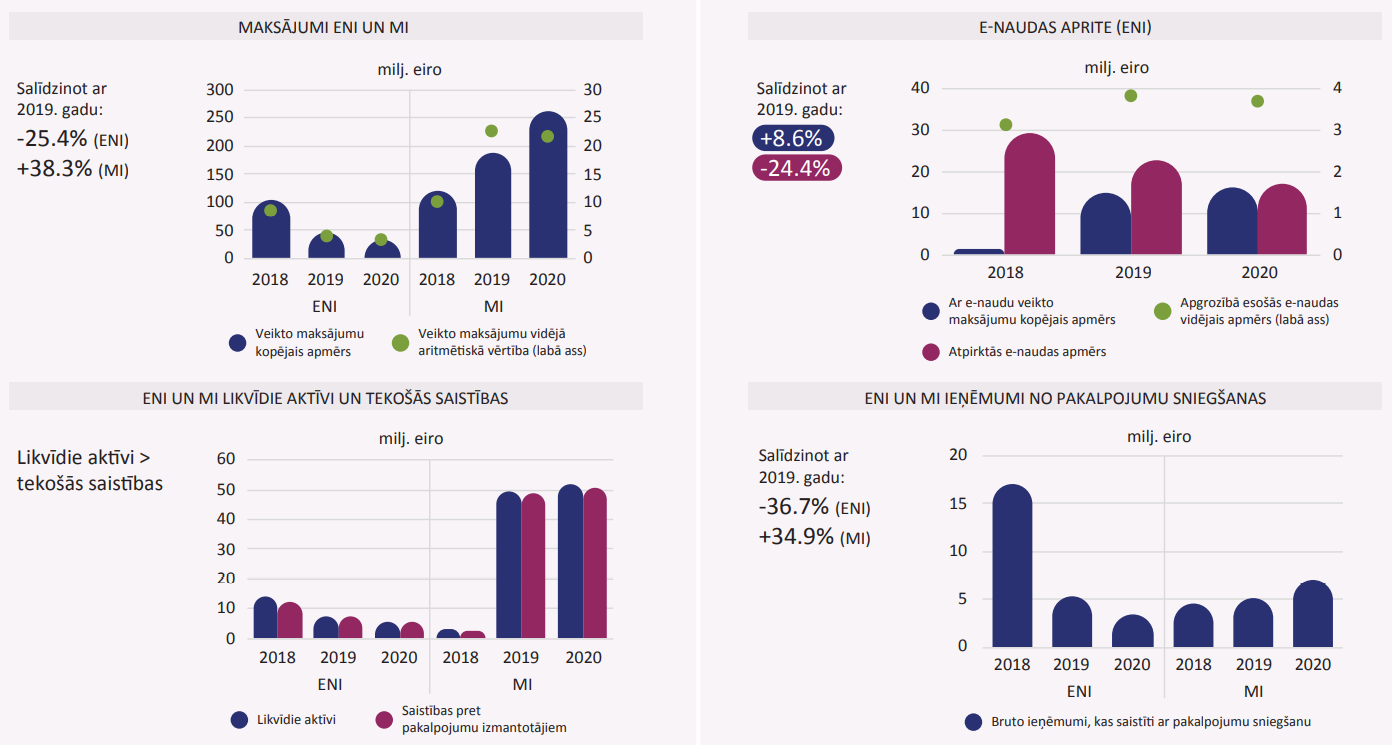 MAKSĀJUMI ENI UN MI
Salīdzinot ar
2019. gadu:
-25.4% (ENI)
+38.3% (MI)
milj. eiro
300
250
200
150
100
50
0
30
25
20
15
10
5
0
2018 2019 2020 2018 2019 2020
ENI MI
Veikto maksājumu
kopējais apmērs
Veikto maksājumu vidējā
aritmētiskā vērtība (labā ass)
E-NAUDAS APRITE (ENI)
Salīdzinot ar
2019. gadu:
+8.6%
-24.4%
milj. eiro
40
30
20
10
0
4
3
2
1
0
2018 2019 2020
Ar e-naudu veikto
maksājumu kopējais apmērs
Apgrozībā esošās e-naudas
vidējais apmērs (labā ass)
Atpirktās e-naudas apmērs
ENI UN MI LIKVĪDIE AKTĪVI UN TEKOŠĀS SAISTĪBAS
Likvīdie aktīvi >
tekošās saistības
milj. eiro
60
50
40
30
20
10
0
2018 2019 2020 2018 2019 2020
ENI MI
Likvīdie aktīvi
Saistības pret
pakalpojumu izmantotājiem
ENI UN MI IEŅĒMUMI NO PAKALPOJUMU SNIEGŠANAS
Salīdzinot ar
2019. gadu:
-36.7% (ENI)
+34.9% (MI)
milj. eiro
20
15
10
5
0
2018 2019 2020 2018 2019 2020
ENI MI
Bruto ieņēmumi, kas saistīti ar pakalpojumu sniegšanu